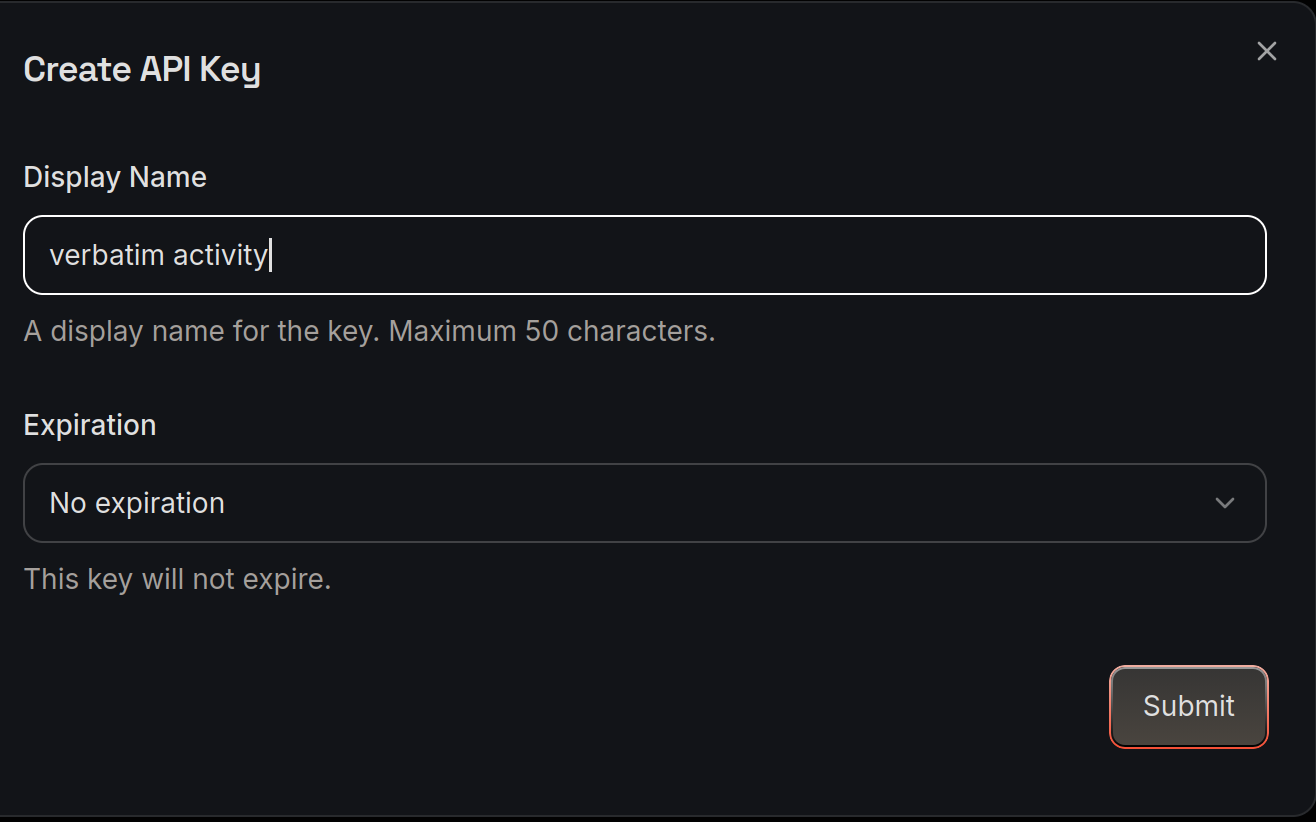 Create API Key
Display Name
verbatim activity
A display name for the key. Maximum 50 characters.
Expiration
No expiration
This key will not expire.
Submit